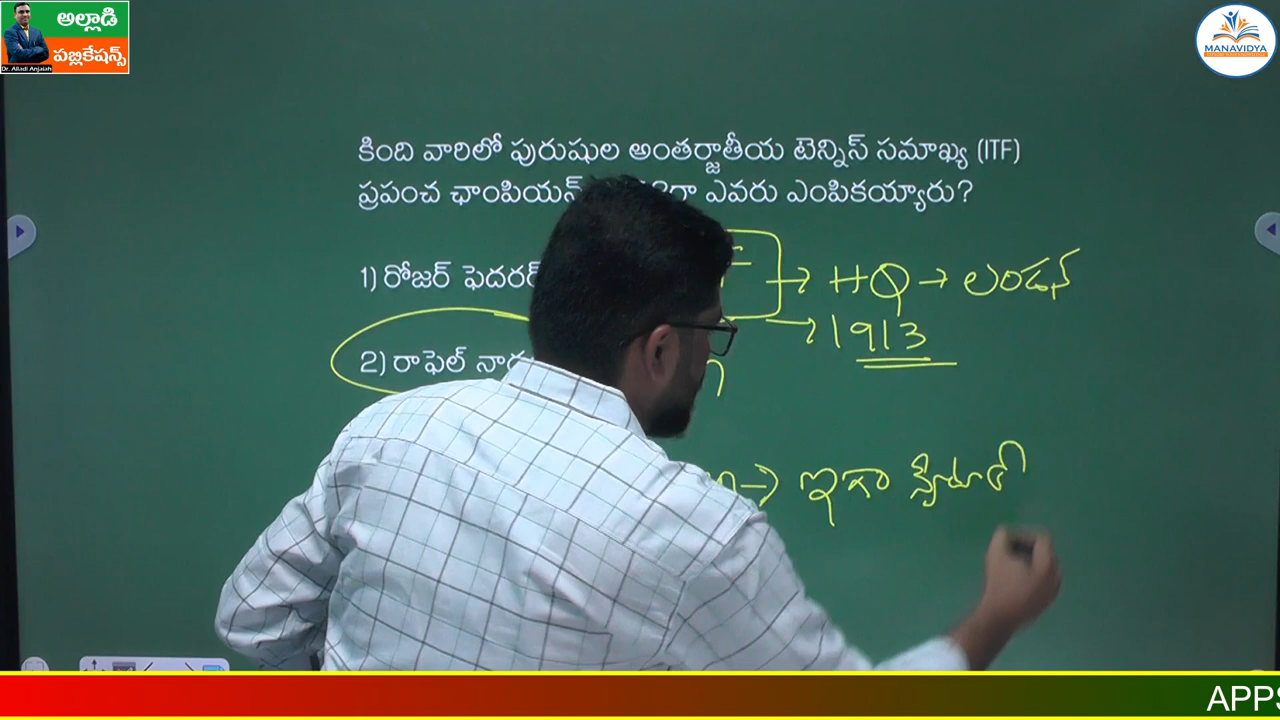 అల్లాడి
పబ్లికేషన్స్
Dr. Alladi Anjaiah
MANAVIDYA
కింది వారిలో పురుషుల అంతర్జాతీయ టెన్నిస్ సమాఖ్య (ITF)
ప్రపంచ ఛాంపియన్ ఎవరు ఎంపికయ్యారు?
1) రోజర్ ఫెదరర్
→ HQ → లండన్
→ 1913
2) రాఫెల్
→ ఇగా
APPS